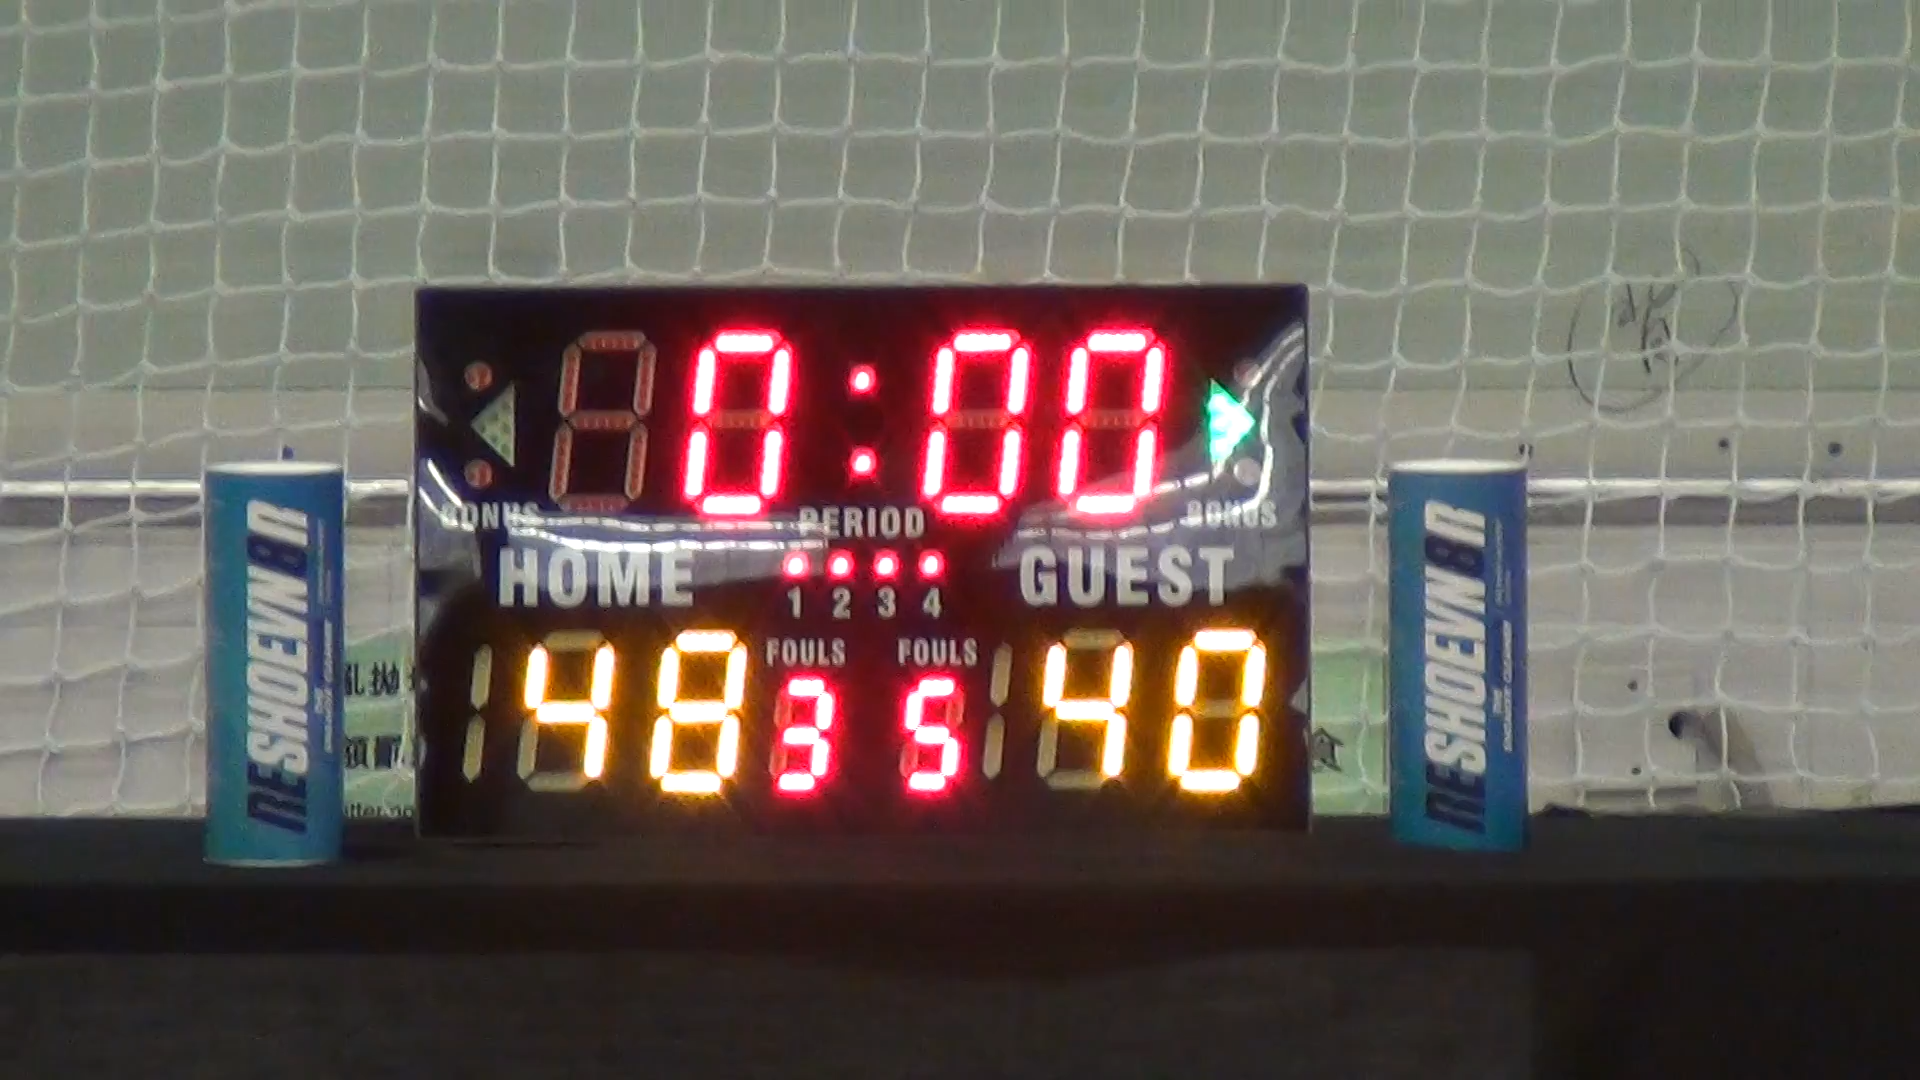 0:00
BONUS PERIOD BONUS
HOME GUEST
1 2 3 4
FOULS FOULS
48 3 5 40
RESHOEVN8R
RESHOEVN8R